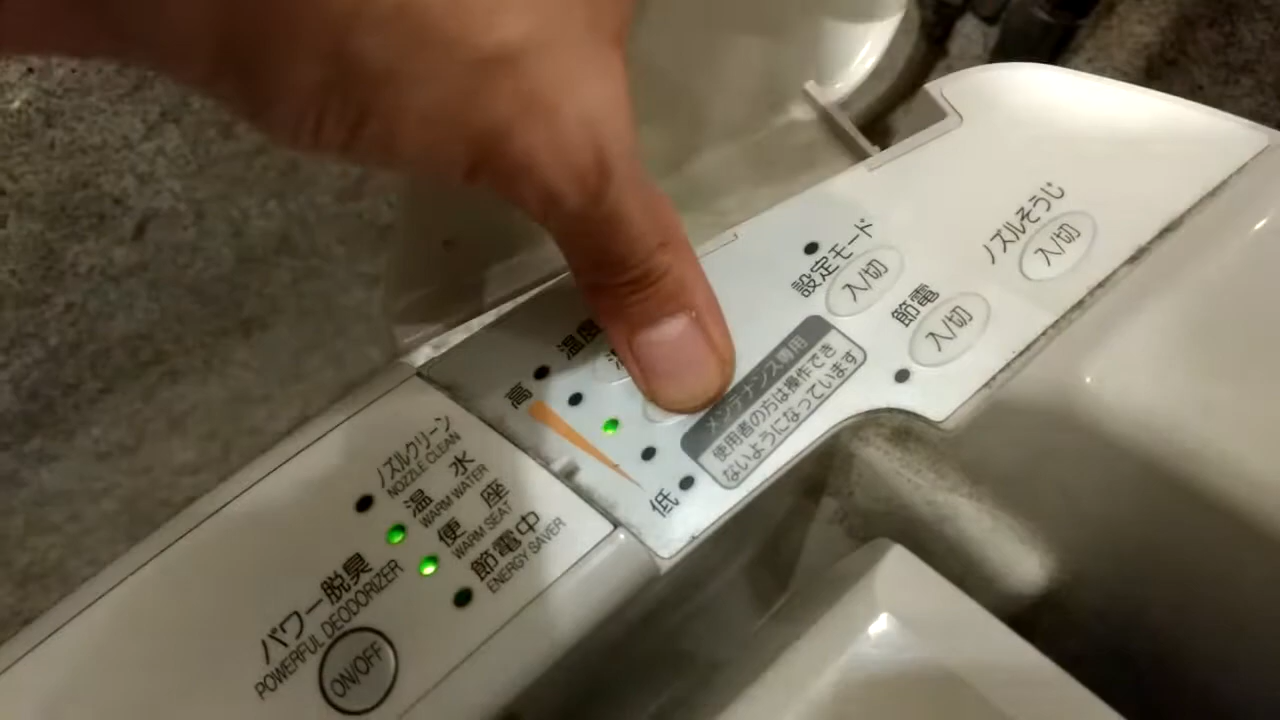 ノズルそうじ
入/切
設定モード
入/切
節電
入/切
温度
高
低
メンテナンス専用
使用者の方は操作でき
ないようになっています
ノズルクリーン
NOZZLE CLEAN
温 水
WARM WATER
便 座
WARM SEAT
節電中
ENERGY SAVER
パワー脱臭
POWERFUL DEODORIZER
ON/OFF